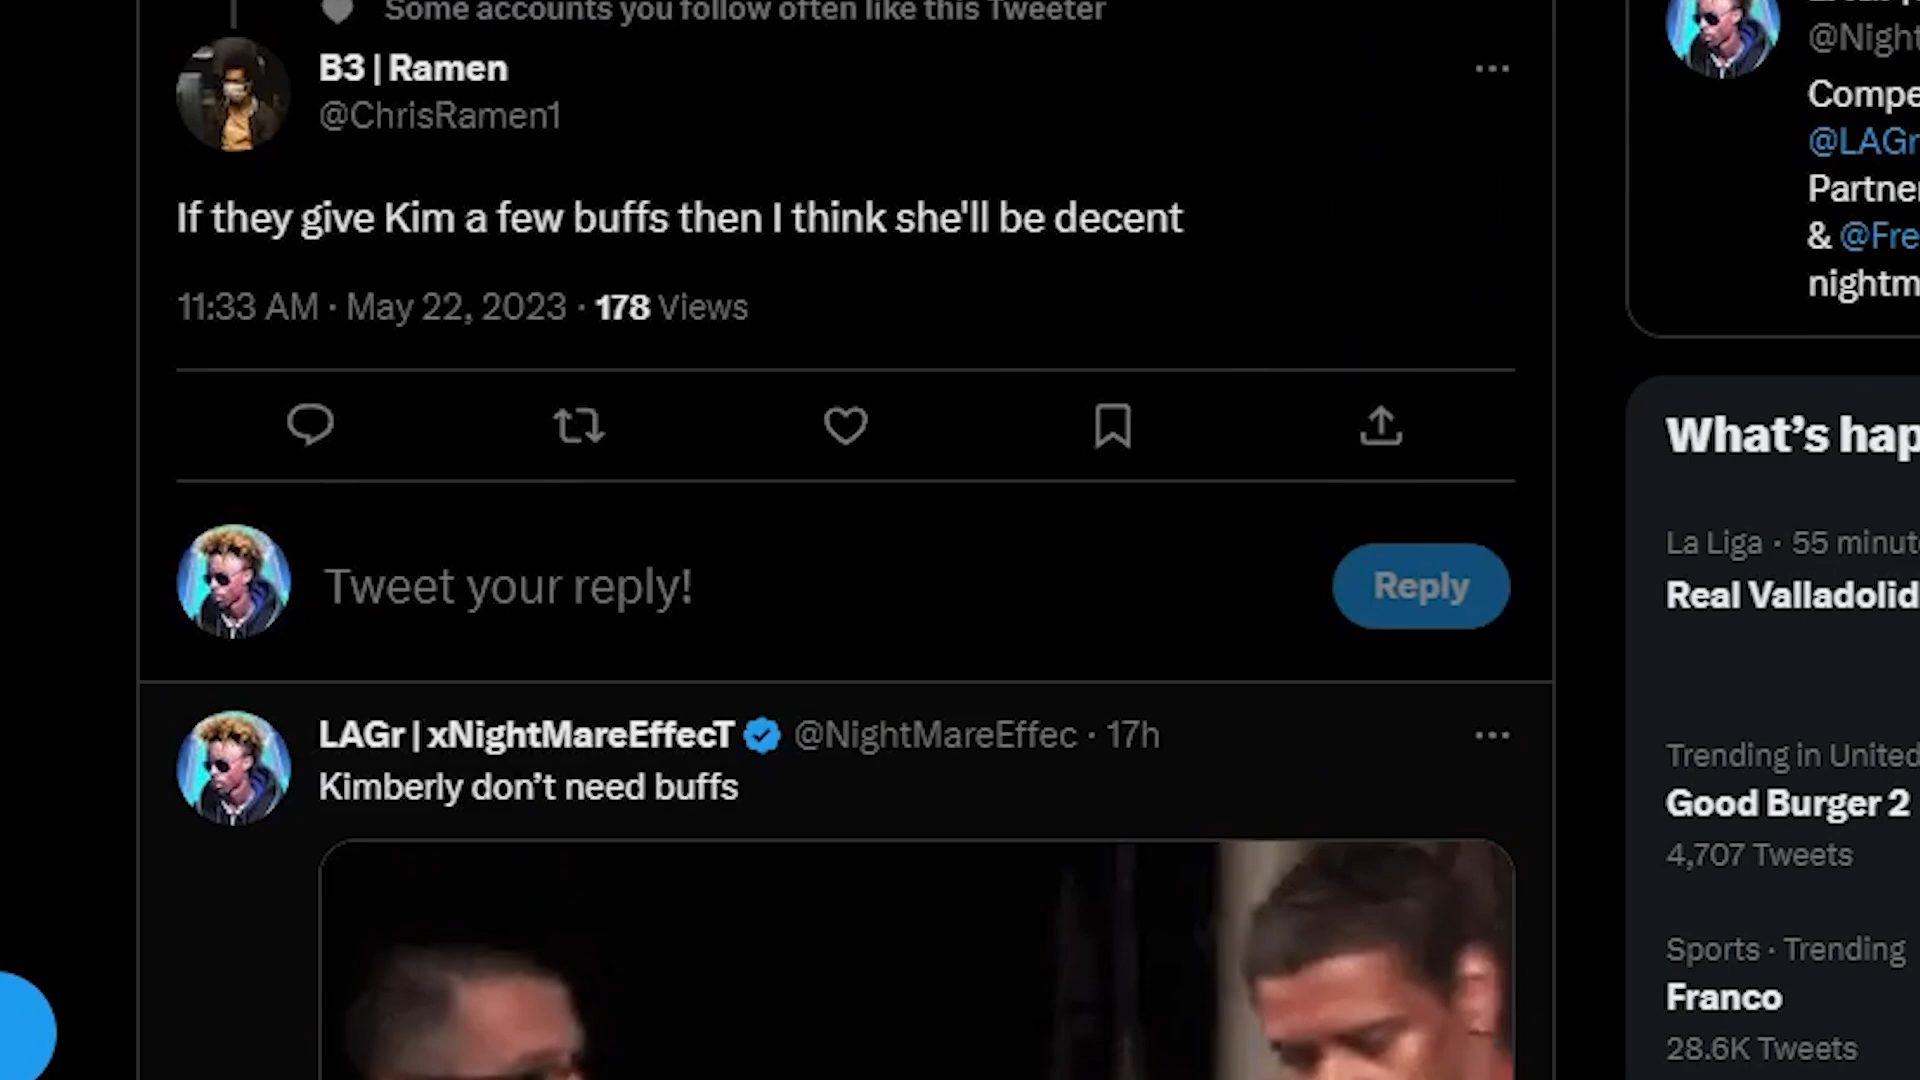 Some accounts you follow often like this Tweeter
B3 | Ramen
@ChrisRamen1
If they give Kim a few buffs then I think she'll be decent
11:33 AM · May 22, 2023 · 178 Views
Tweet your reply!
Reply
LAGr | xNightMareEffecT @NightMareEffec · 17h
Kimberly don't need buffs
@Night
Compe
@LAGr
Partner
& @Fre
nightm
What's hap
La Liga · 55 minute
Real Valladolid
Trending in United
Good Burger 2
4,707 Tweets
Sports · Trending
Franco
28.6K Tweets